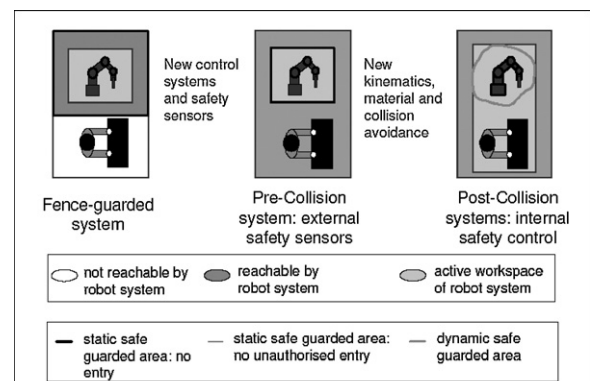 New control
systems
and safety
sensors
New
kinematics,
material and
collision
avoidance
Fence-guarded
system
Pre-Collision
system: external
safety sensors
Post-Collision
systems: internal
safety control
not reachable by
robot system
reachable by
robot system
active workspace
of robot system
static safe
guarded area: no
entry
static safe guarded area:
no unauthorised entry
dynamic safe
guarded area